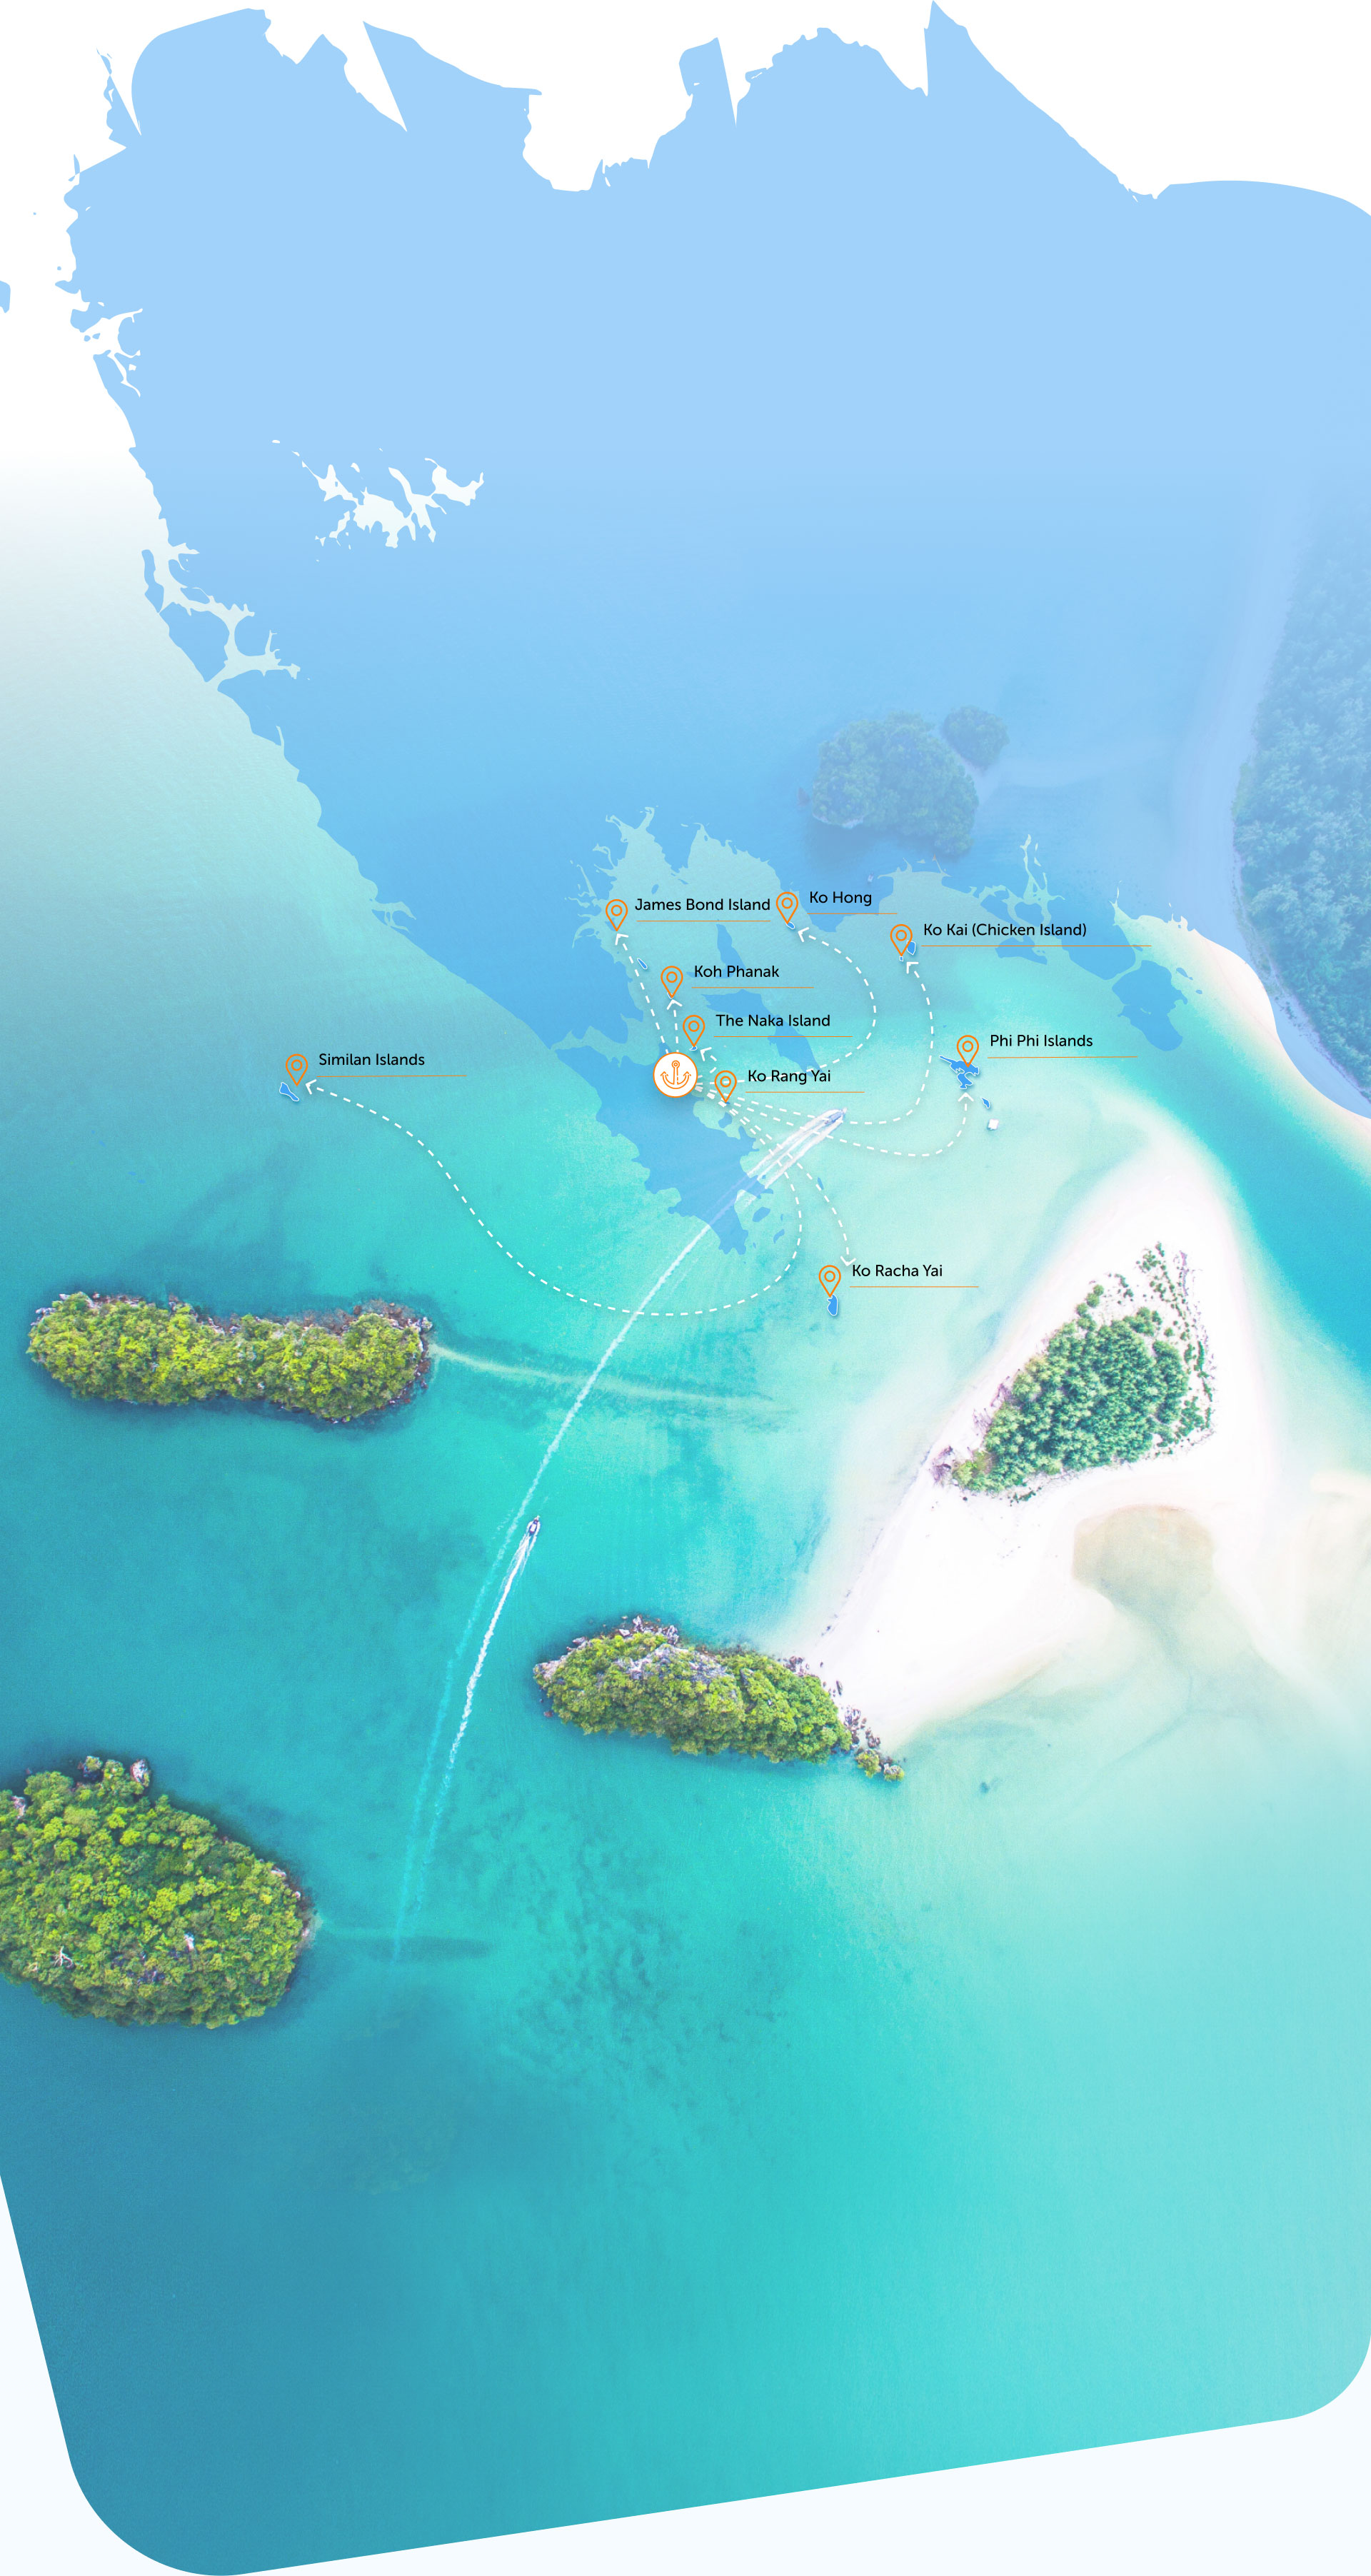 Ko Hong
James Bond Island
Ko Kai (Chicken Island)
Koh Phanak
The Naka Island
Phi Phi Islands
Similan Islands
Ko Rang Yai
Ko Racha Yai